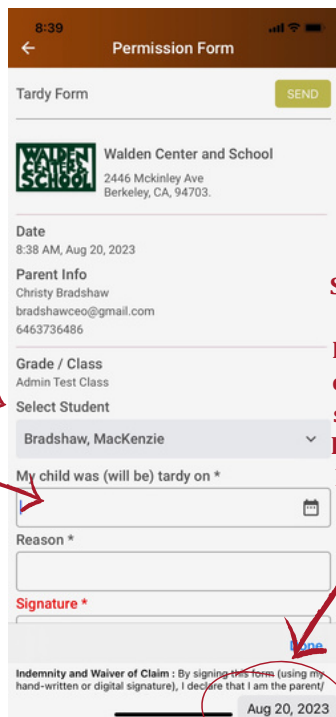 8:39
Permission Form
Tardy Form
SEND
WALDEN
CENTER &
SCHOOL
Walden Center and School
2446 Mckinley Ave
Berkeley, CA, 94703.
Date
8:38 AM, Aug 20, 2023
Parent Info
Christy Bradshaw
bradshawceo@gmail.com
6463736486
Grade / Class
Admin Test Class
Select Student
Bradshaw, MacKenzie
My child was (will be) tardy on *
Reason *
Signature *
Done
Indemnity and Waiver of Claim : By signing this form (using my
hand-written or digital signature), I declare that I am the parent/
Aug 20, 2023